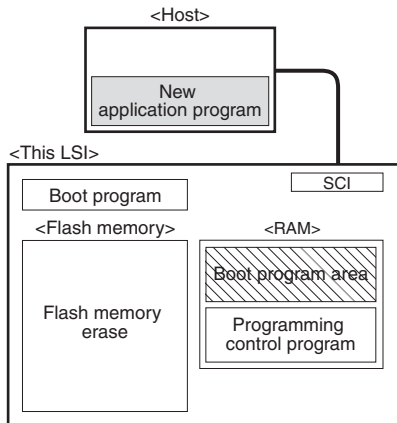 <Host>
New
application program
<This LSI>
SCI
Boot program
<Flash memory>
<RAM>
Boot program area
Flash memory
erase
Programming
control program